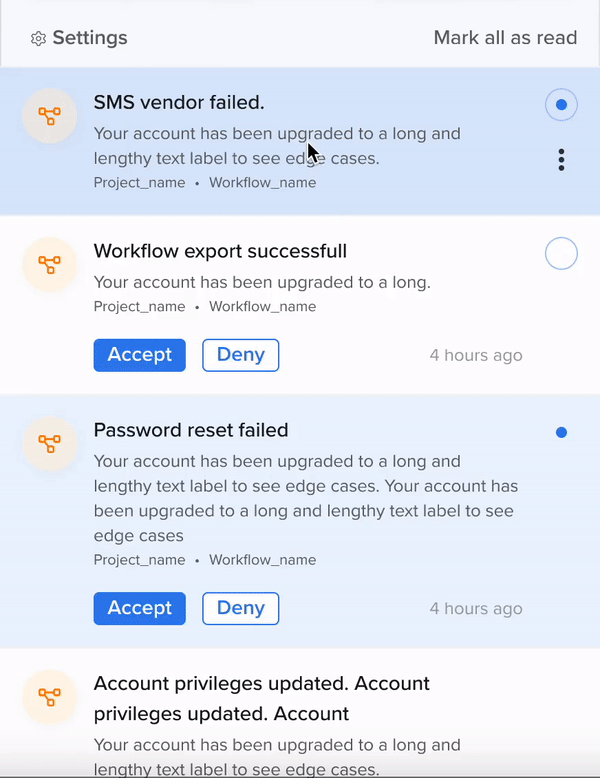 Settings
Mark all as read
SMS vendor failed.
Your account has been upgraded to a long and
lengthy text label to see edge cases.
Project_name • Workflow_name
Workflow export successfull
Your account has been upgraded to a long.
Project_name • Workflow_name
Accept
Deny
4 hours ago
Password reset failed
Your account has been upgraded to a long and
lengthy text label to see edge cases. Your account has
been upgraded to a long and lengthy text label to see
edge cases
Project_name • Workflow_name
Accept
Deny
4 hours ago
Account privileges updated. Account
privileges updated. Account
Your account has been upgraded to a long and
lengthy text label to see edge cases.